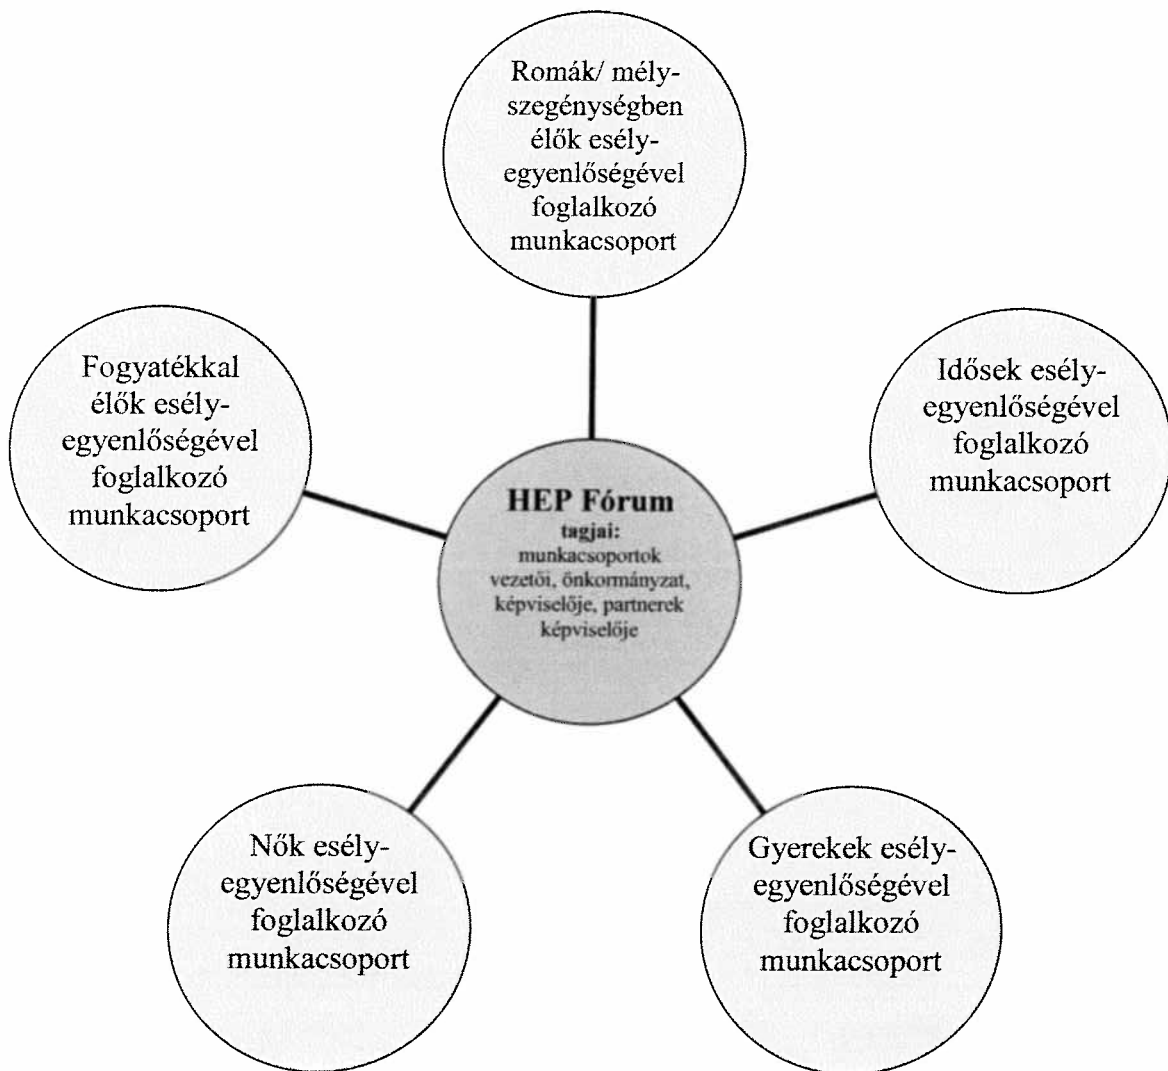 Romák/ mély-
szegénységben
élők esély-
egyenlőségével
foglalkozó
munkacsoport
Fogyatékkal
élők esély-
egyenlőségével
foglalkozó
munkacsoport
Idősek esély-
egyenlőségével
foglalkozó
munkacsoport
HEP Fórum
tagjai:
munkacsoportok
vezetői, önkormányzat,
képviselője, partnerek
képviselője
Nők esély-
egyenlőségével
foglalkozó
munkacsoport
Gyerekek esély-
egyenlőségével
foglalkozó
munkacsoport